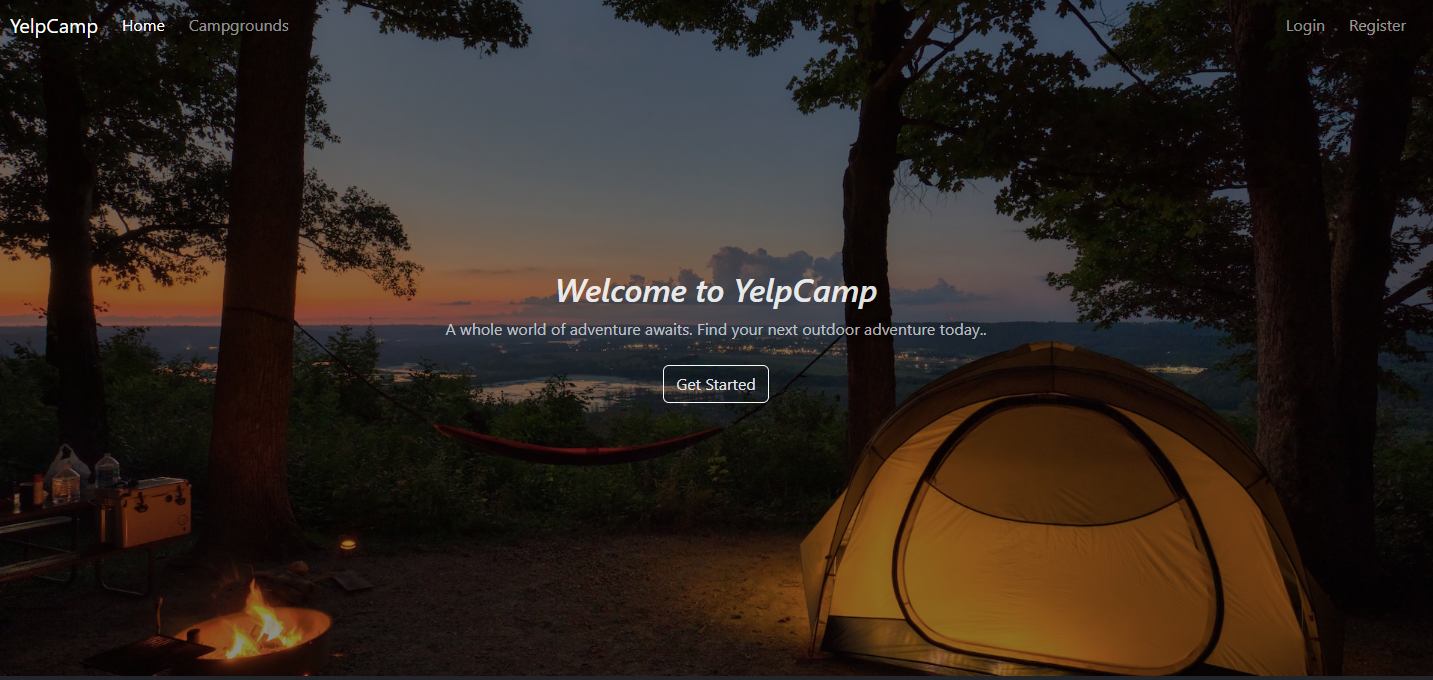 YelpCamp Home Campgrounds Login Register
Welcome to YelpCamp
A whole world of adventure awaits. Find your next outdoor adventure today..
Get Started